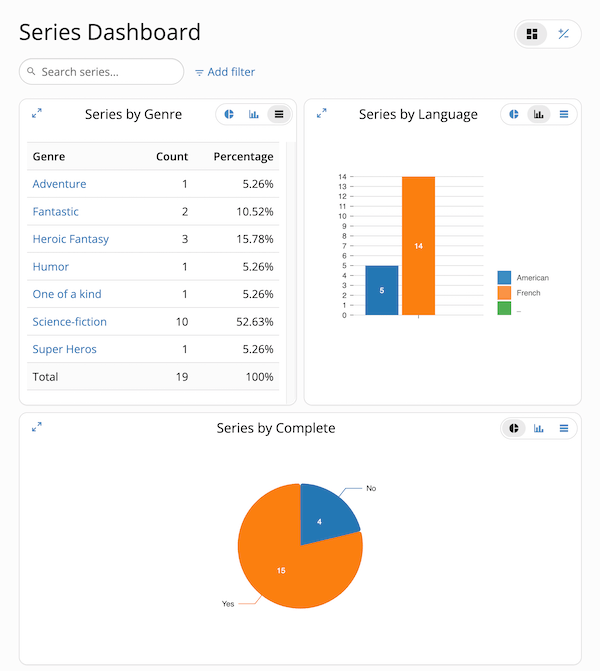 Series Dashboard
Search series...
Add filter
Series by Genre
Genre Count Percentage
Adventure 1 5.26%
Fantastic 2 10.52%
Heroic Fantasy 3 15.78%
Humor 1 5.26%
One of a kind 1 5.26%
Science-fiction 10 52.63%
Super Heros 1 5.26%
Total 19 100%
Series by Language
14
13
12
11
10
9
8
7
6
5
4
3
2
1
0
5
14
American
French
_
Series by Complete
No
4
15
Yes